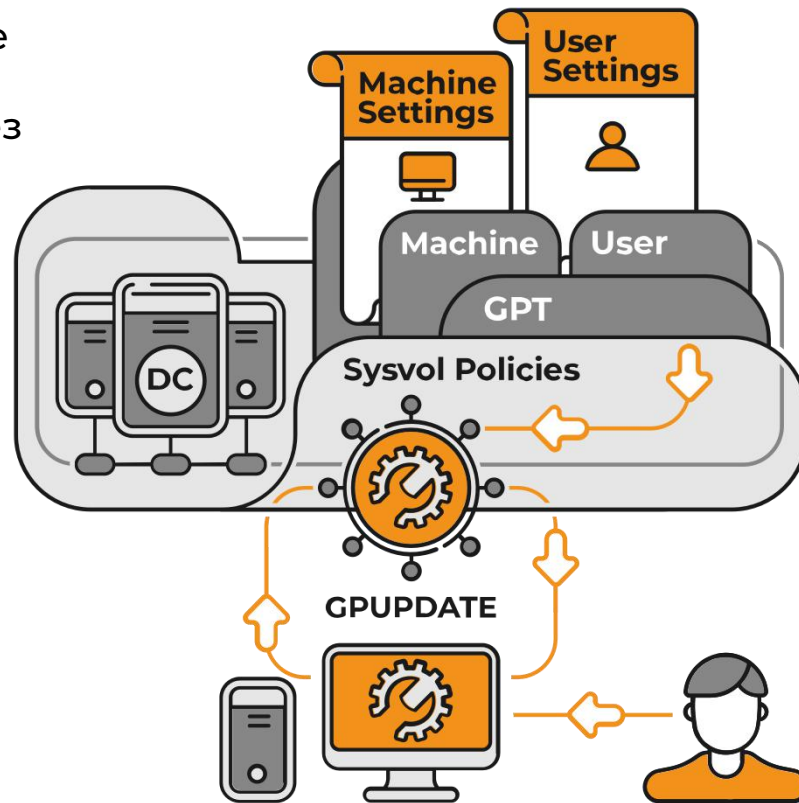 е
з
User
Settings
Machine
Settings
Machine
User
GPT
DC
Sysvol Policies
GPUPDATE